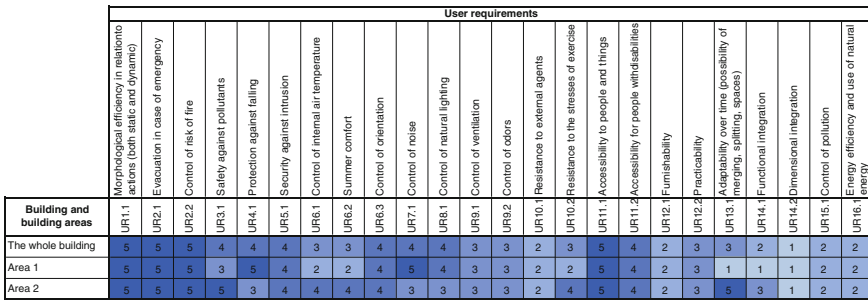 User requirements
Morphological efficiency in relationto
actions (both static and dynamic)
Evacuation in case of emergency
Control of risk of fire
Safety against pollutants
Protection against falling
Security against intrusion
Control of internal air temperature
Summer comfort
Control of orientation
Control of noise
Control of natural lighting
Control of ventilation
Control of odors
Resistance to external agents
Resistance to the stresses of exercise
Accessibility to people and things
Accessibility for people withdisabilities
Furnishability
Practicability
Adaptability over time (possibility of
merging, splitting, spaces)
Functional integration
Dimensional integration
Control of pollution
Energy efficiency and use of natural
energy
Building and
building areas
UR1.1 UR2.1 UR2.2 UR3.1 UR4.1 UR5.1 UR6.1 UR6.2 UR6.3 UR7.1 UR8.1 UR9.1 UR9.2 UR10.1 UR10.2 UR11.1 UR11.2 UR12.1 UR12.2 UR13.1 UR14.1 UR14.2 UR15.1 UR16.1
The whole building 5 5 5 4 4 4 3 3 4 4 4 3 3 2 3 5 4 2 3 3 2 1 2 2
Area 1 5 5 5 3 5 4 2 2 4 5 4 3 3 2 2 5 4 2 3 1 1 1 2 2
Area 2 5 5 5 5 3 4 4 4 4 3 3 3 3 2 4 5 4 2 3 5 3 1 2 2